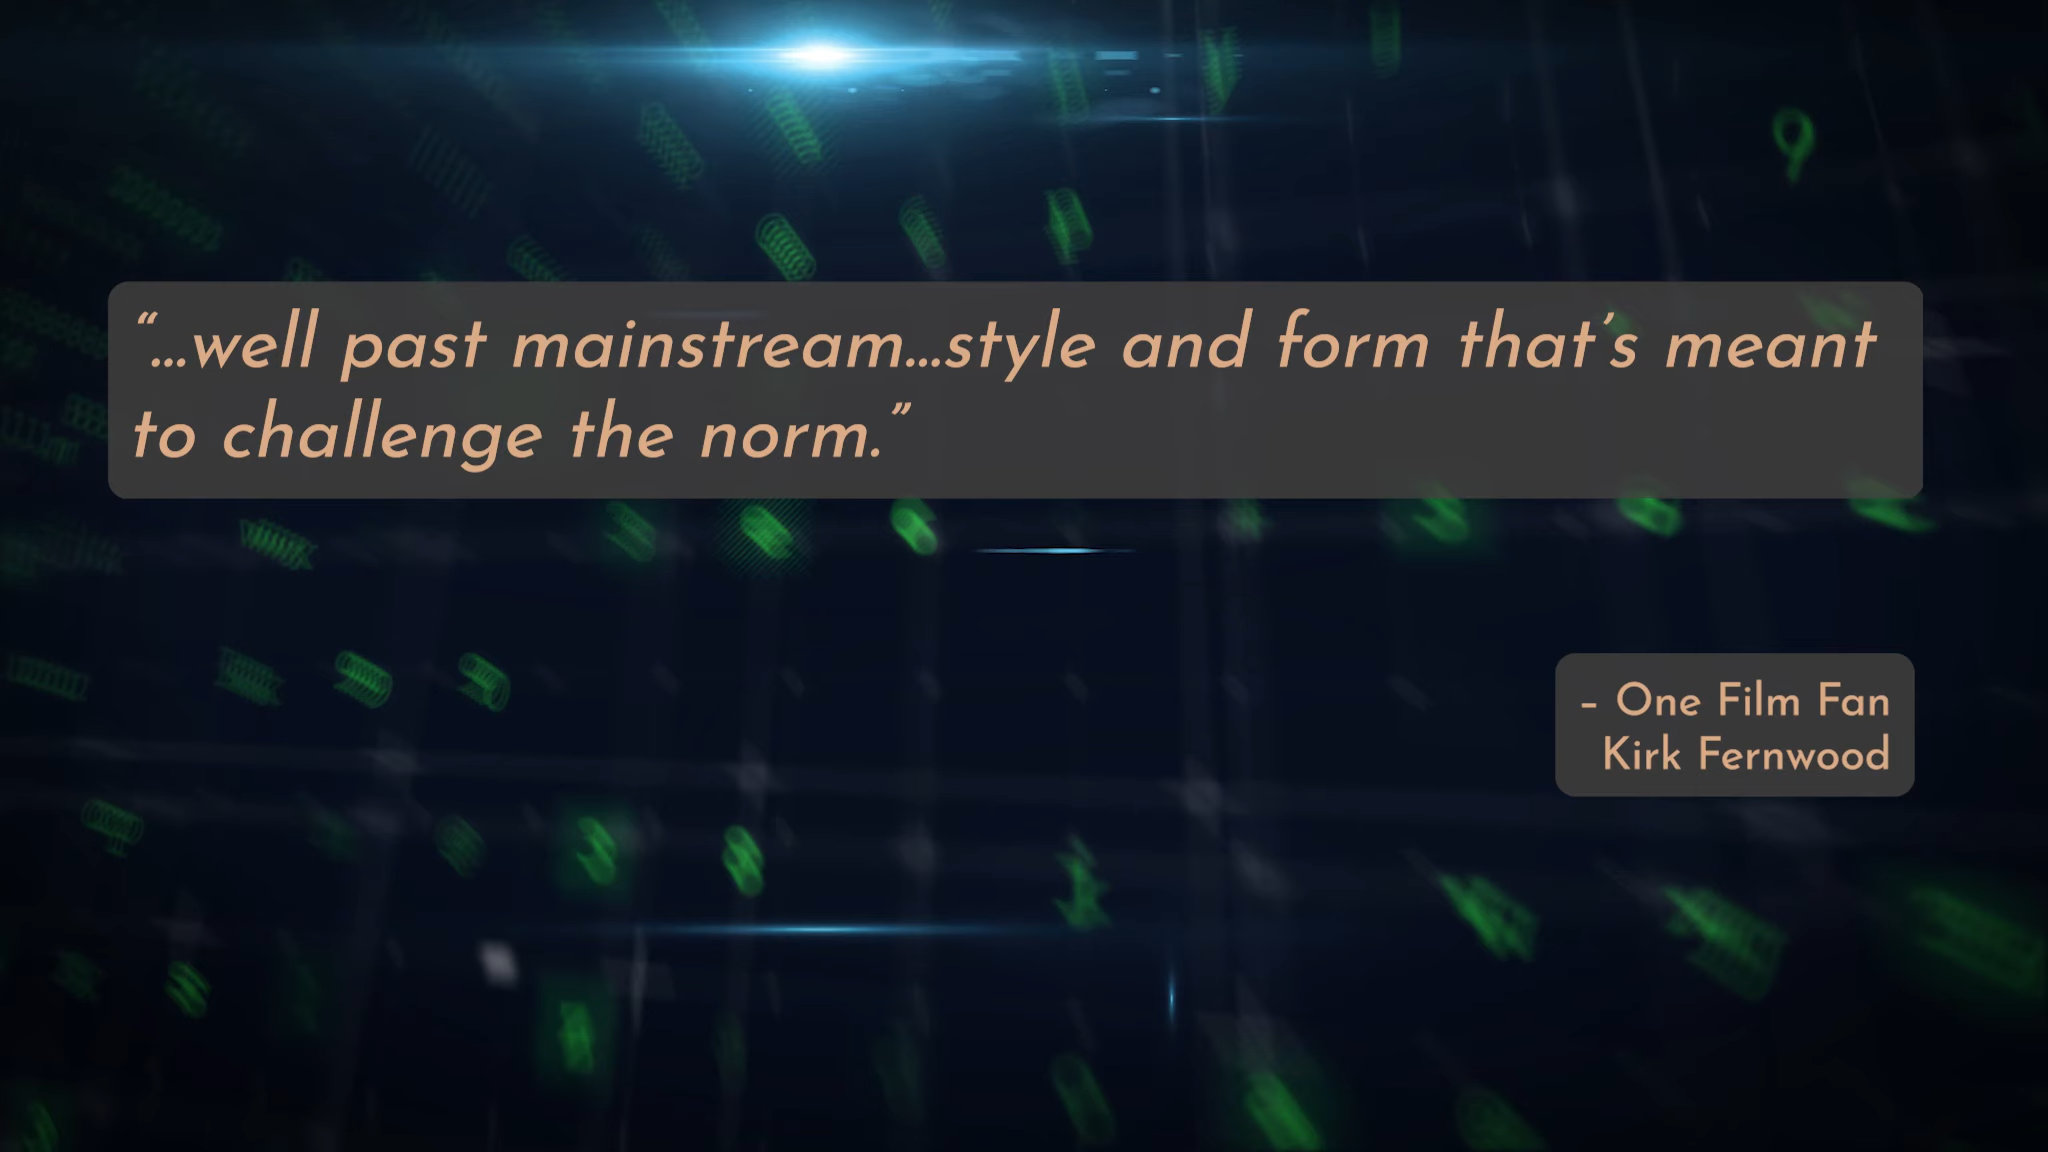 “...well past mainstream...style and form that’s meant
to challenge the norm.”
– One Film Fan
Kirk Fernwood